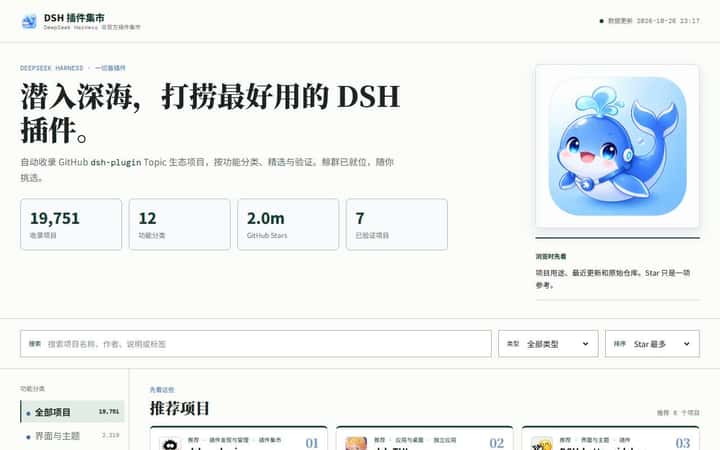 DSH 插件集市
DeepSeek Harness 非官方插件集市
数据更新 2026-10-26 23:17
DEEPSEEK HARNESS · 一切皆插件
潜入深海，打捞最好用的 DSH
插件。
自动收录 GitHub dsh-plugin Topic 生态项目，按功能分类、精选与验证。鲸群已就位，随你
挑选。
19,751
收录项目
12
功能分类
2.0m
GitHub Stars
7
已验证项目
浏览时先看
项目用途、最近更新和原始仓库。Star 只是一项
参考。
搜索 搜索项目名称、作者、说明或标签
类型 全部类型
排序 Star 最多
功能分类
全部项目 19,751
界面与主题
先看这些
推荐项目
推荐 6 个项目
推荐 · 插件发现与管理 · 插件集市 01
推荐 · 应用与桌面 · 独立应用 02
推荐 · 界面与主题 · 插件 03